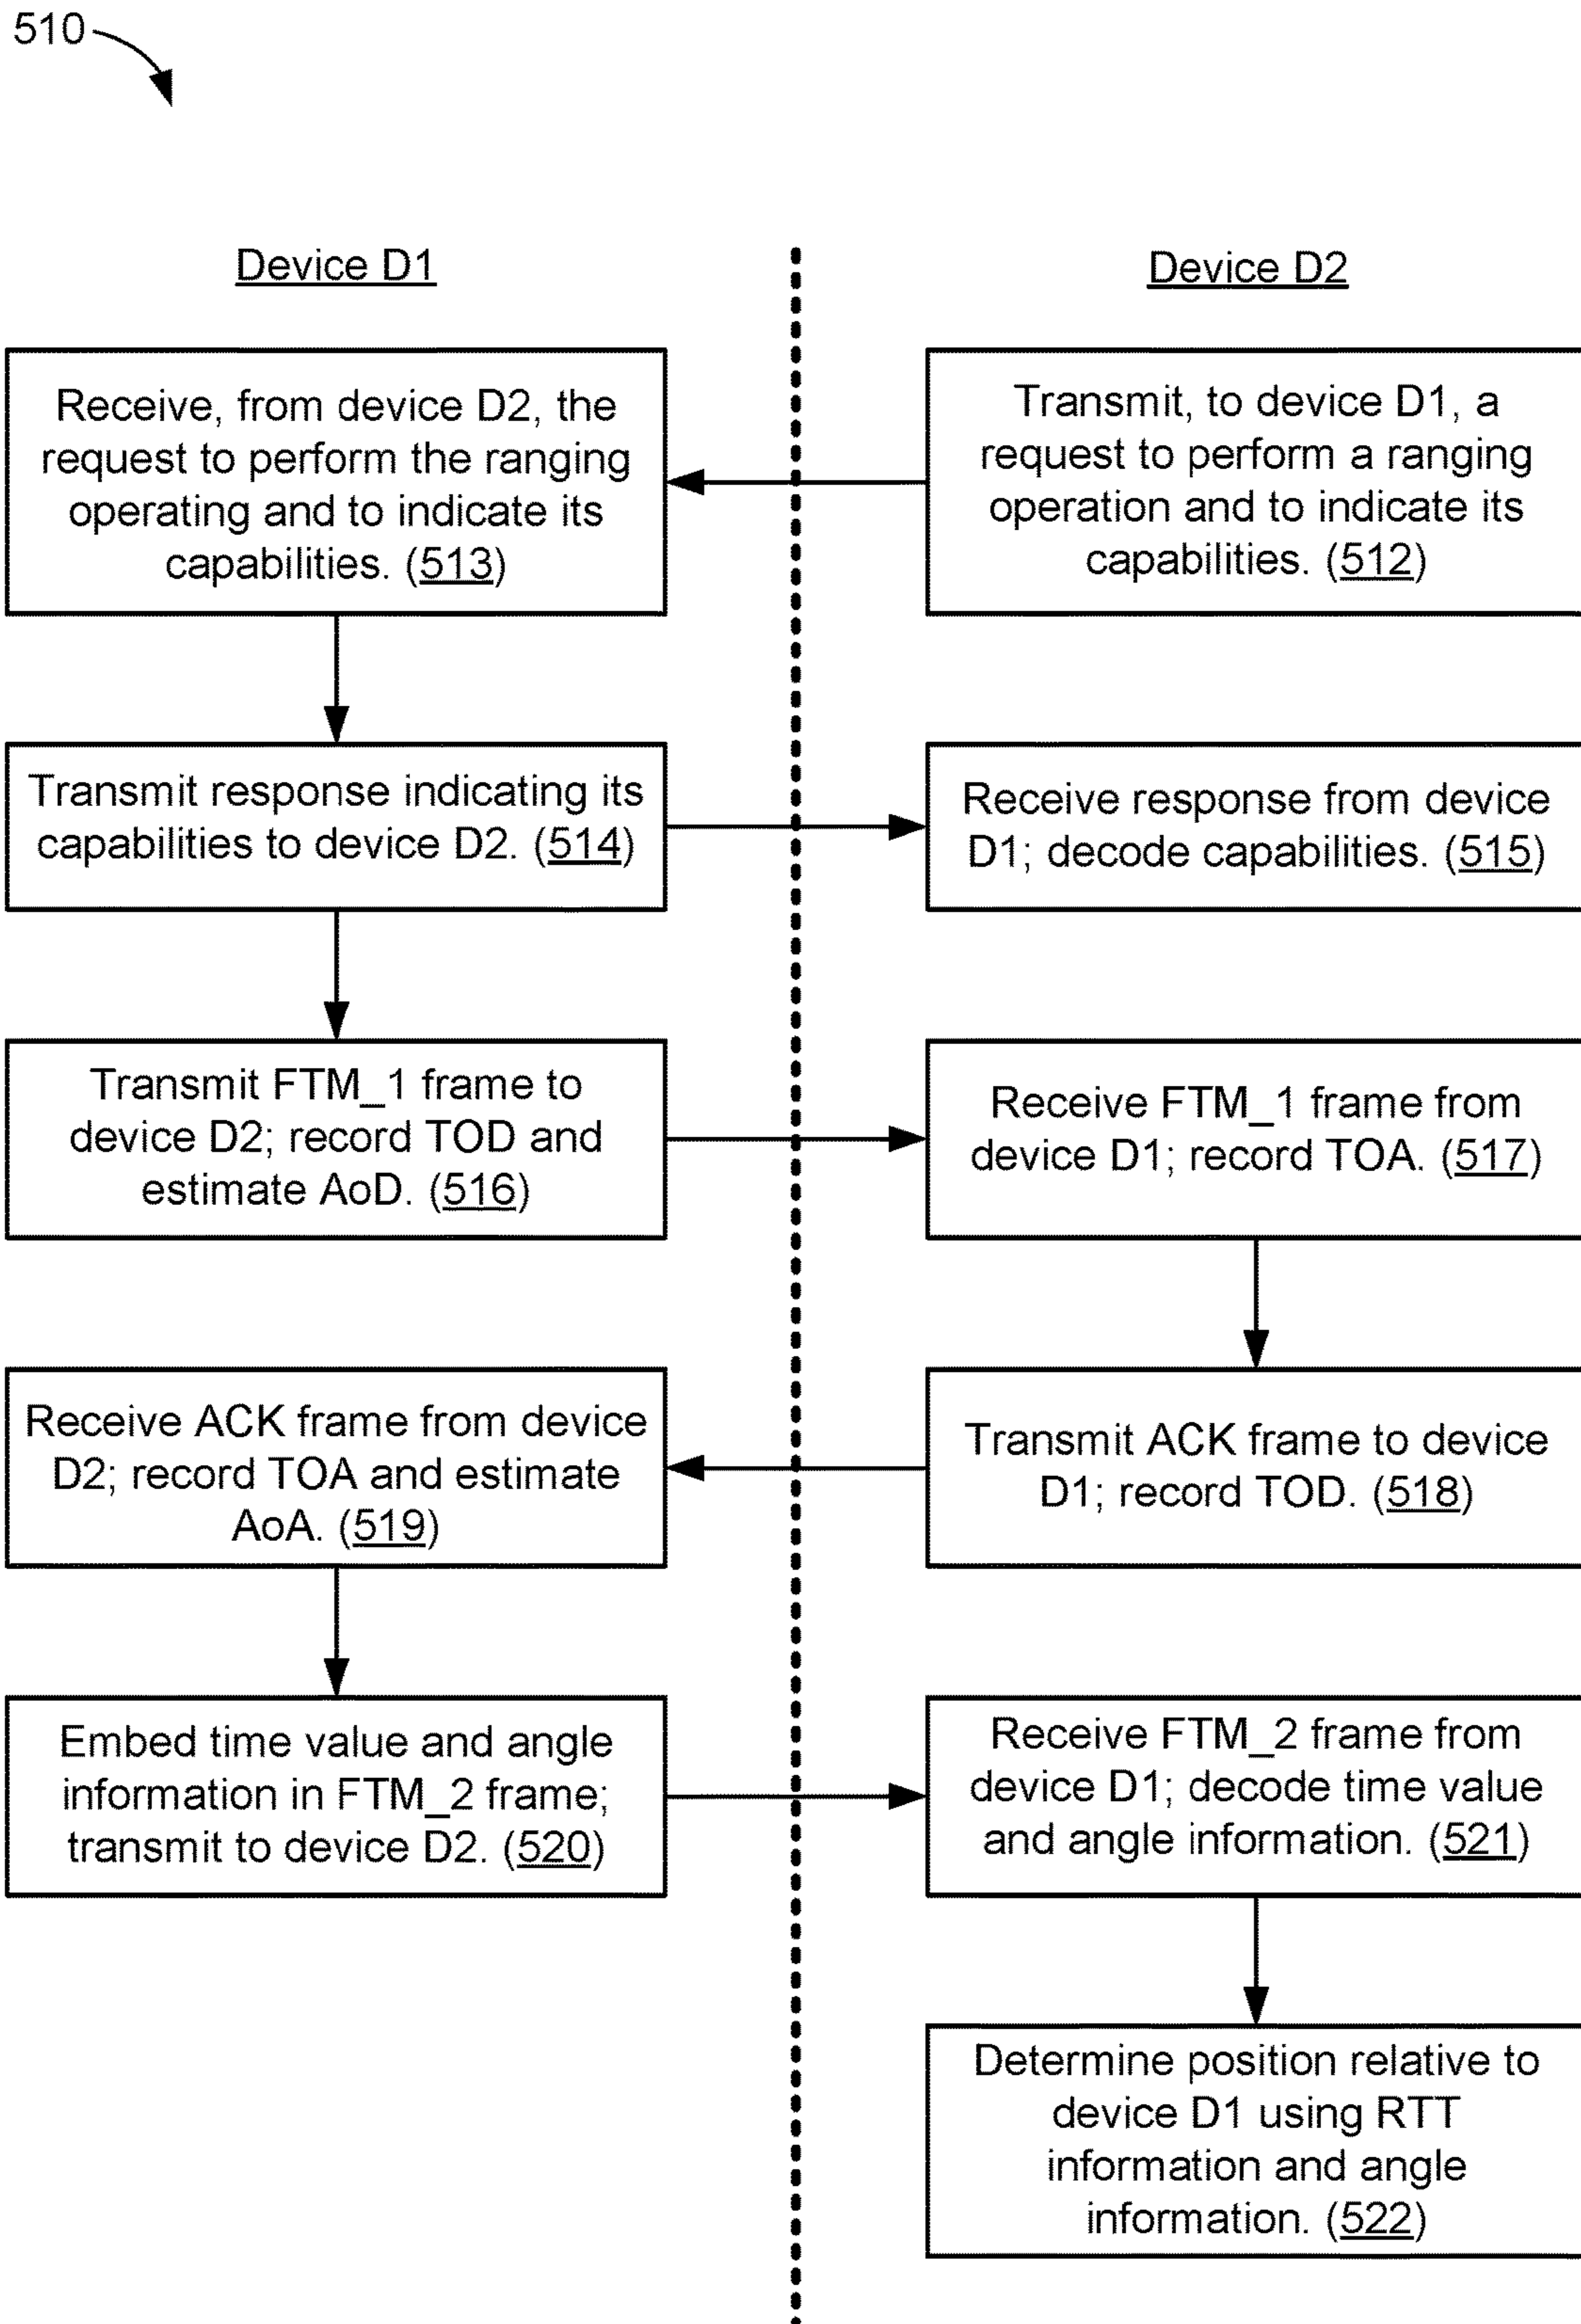 510
Device D1
Device D2
Receive, from device D2, the
request to perform the ranging
operating and to indicate its
capabilities. (513)
Transmit, to device D1, a
request to perform a ranging
operation and to indicate its
capabilities. (512)
Transmit response indicating its
capabilities to device D2. (514)
Receive response from device
D1; decode capabilities. (515)
Transmit FTM_1 frame to
device D2; record TOD and
estimate AoD. (516)
Receive FTM_1 frame from
device D1; record TOA. (517)
Receive ACK frame from device
D2; record TOA and estimate
AoA. (519)
Transmit ACK frame to device
D1; record TOD. (518)
Embed time value and angle
information in FTM_2 frame;
transmit to device D2. (520)
Receive FTM_2 frame from
device D1; decode time value
and angle information. (521)
Determine position relative to
device D1 using RTT
information and angle
information. (522)